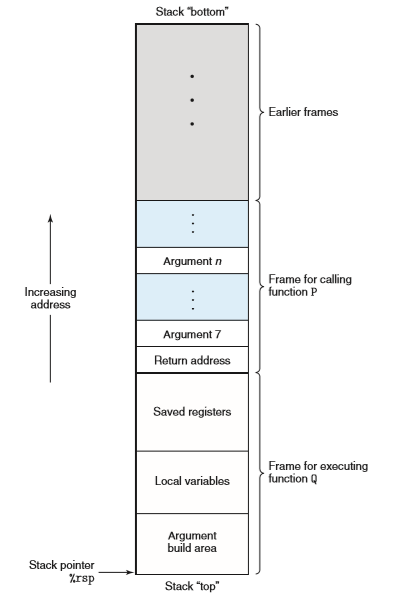 Stack “bottom”
Earlier frames
Argument n
Frame for calling
function P
Increasing
address
Argument 7
Return address
Saved registers
Local variables
Frame for executing
function Q
Argument
build area
Stack pointer
%rsp
Stack “top”